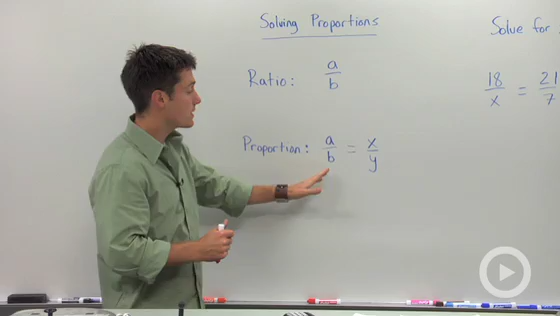 Solving Proportions
Ratio: a/b
Proportion: a/b = x/y
Solve for
18/x = 21/7